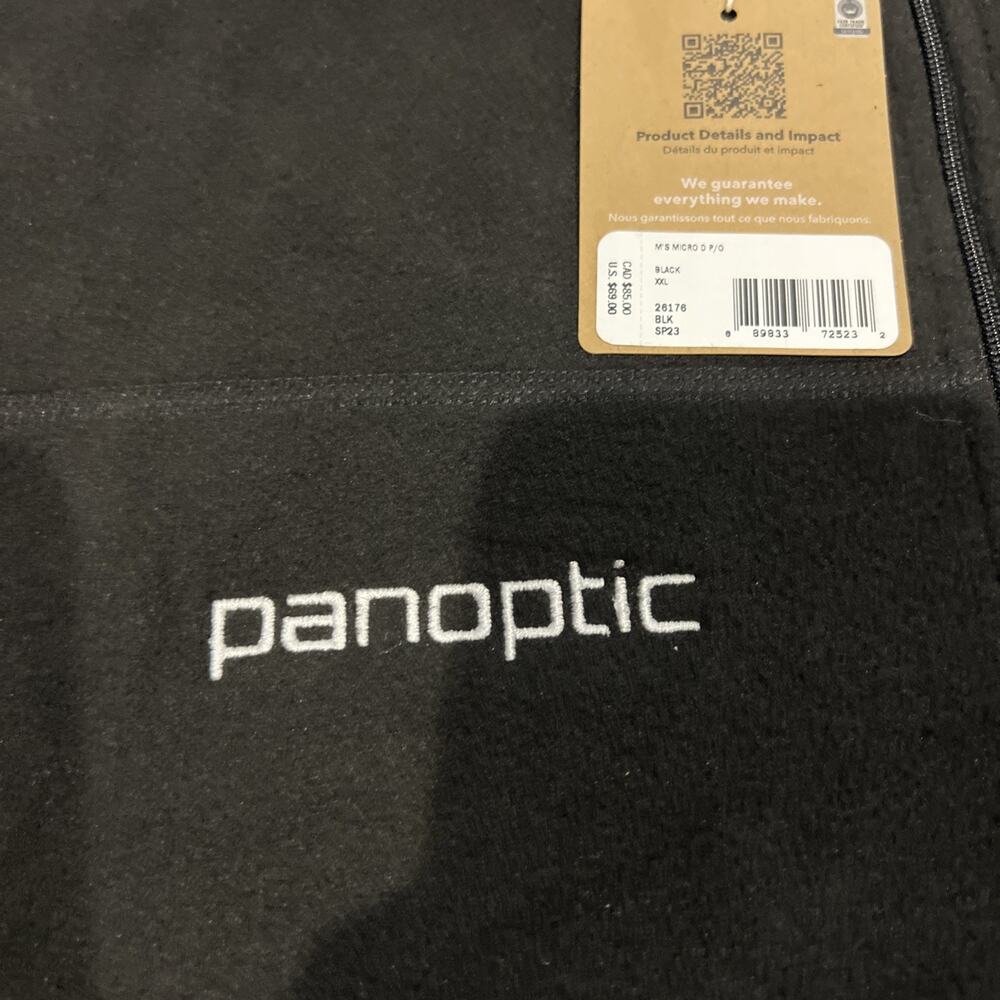 Product Details and Impact
Détails du produit et impact
We guarantee
everything we make.
Nous garantissons tout ce que nous fabriquons.
M'S MICRO D P/O
BLACK
XXL
26176
BLK
SP23
CAD $85.00
U.S. $69.00
89833 72523 2
panoptic